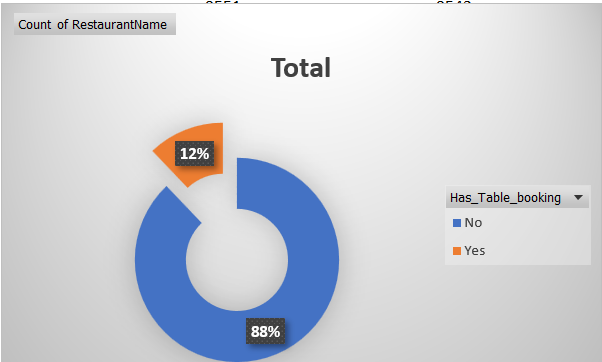 Count of RestaurantName
Total
12%
Has_Table_booking
No
Yes
88%